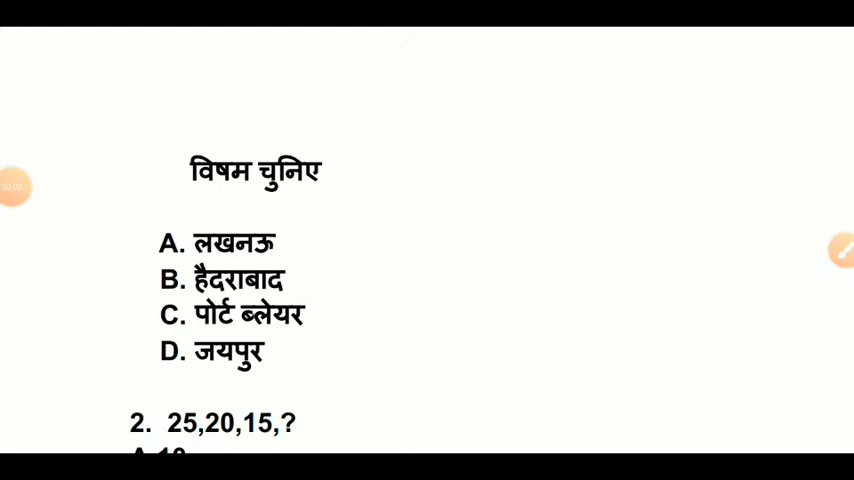 विषम चुनिए
A. लखनऊ
B. हैदराबाद
C. पोर्ट ब्लेयर
D. जयपुर
2. 25,20,15,?